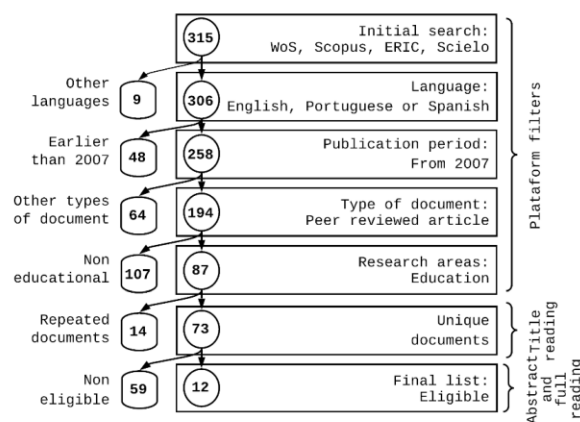 315
Initial search:
WoS, Scopus, ERIC, Scielo
Other
languages
9
306
Language:
English, Portuguese or Spanish
Earlier
than 2007
48
258
Publication period:
From 2007
Other types
of document
64
194
Type of document:
Peer reviewed article
Non
educational
107
87
Research areas:
Education
Repeated
documents
14
73
Unique
documents
Non
eligible
59
12
Final list:
Eligible
Plataform filters
Title
and reading
Abstract
and
full
reading